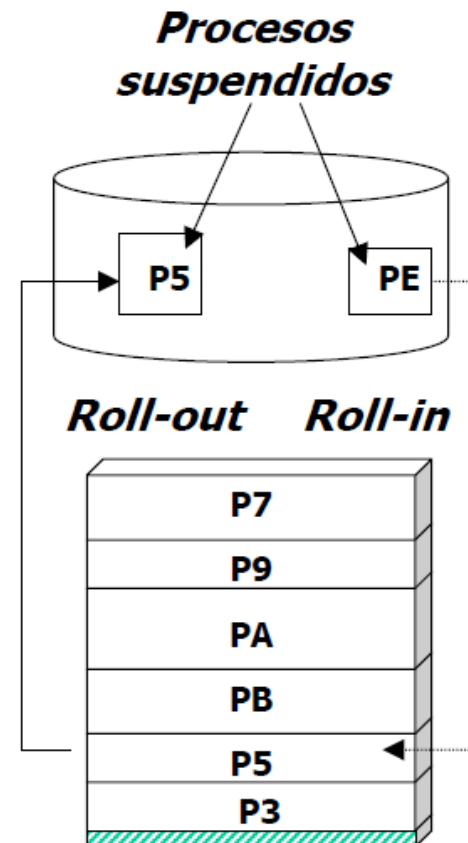 Procesos
suspendidos
P5
PE
Roll-out Roll-in
P7
P9
PA
PB
P5
P3